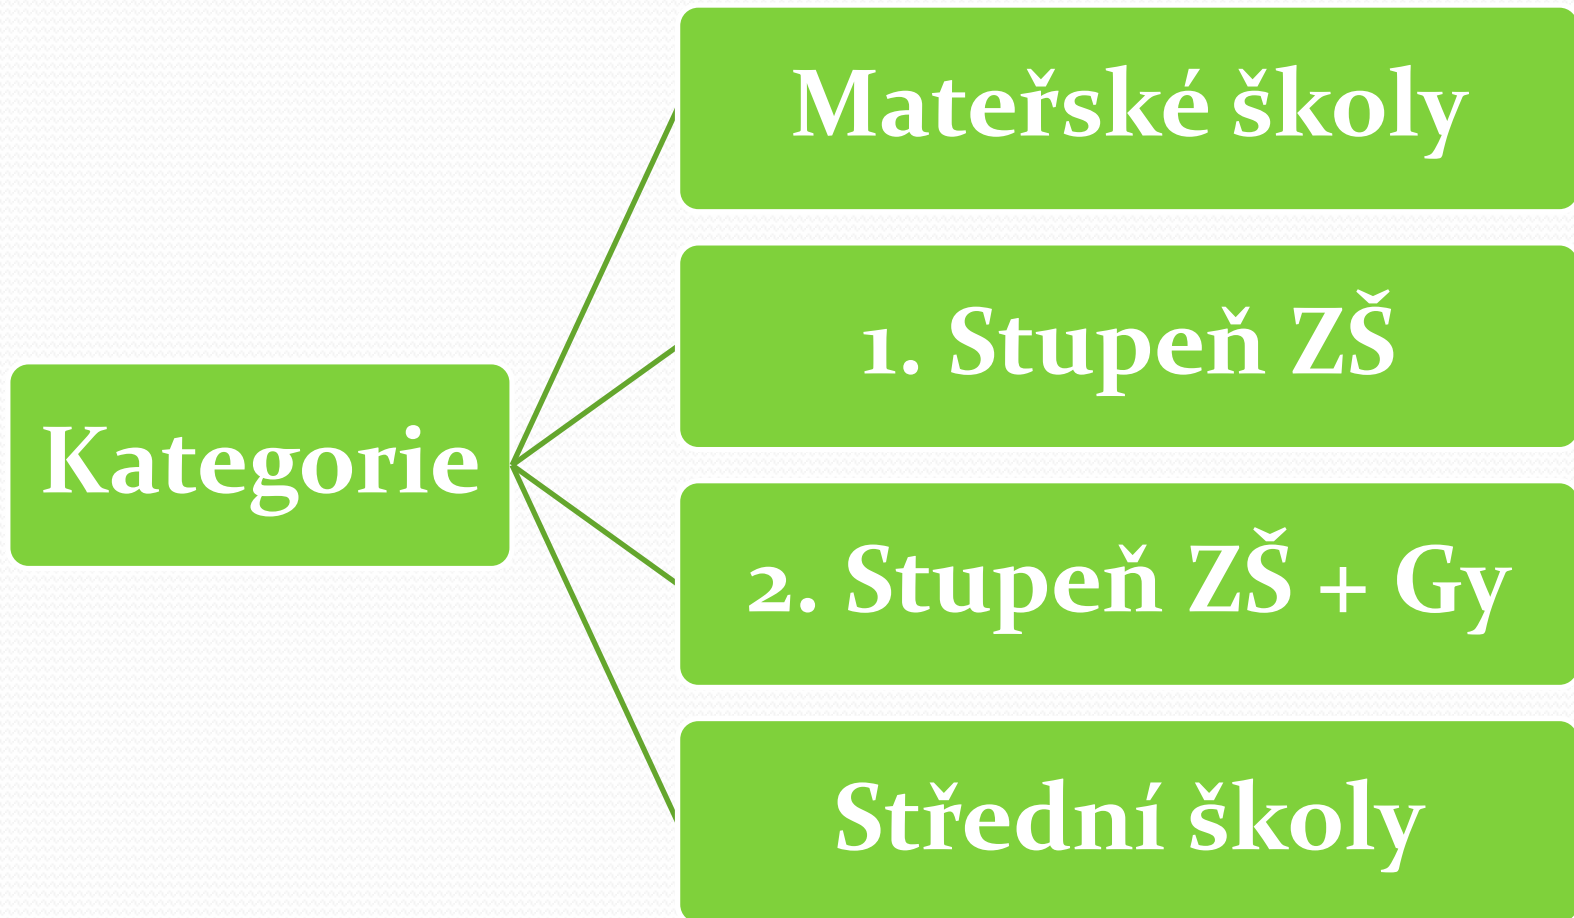 Kategorie
Mateřské školy
1. Stupeň ZŠ
2. Stupeň ZŠ + Gy
Střední školy